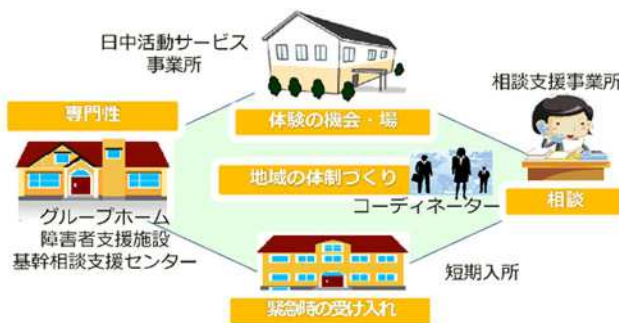 日中活動サービス
事業所
相談支援事業所
専門性
体験の機会・場
地域の体制づくり
コーディネーター
相談
グループホーム
障害者支援施設
基幹相談支援センター
短期入所
緊急時の受け入れ